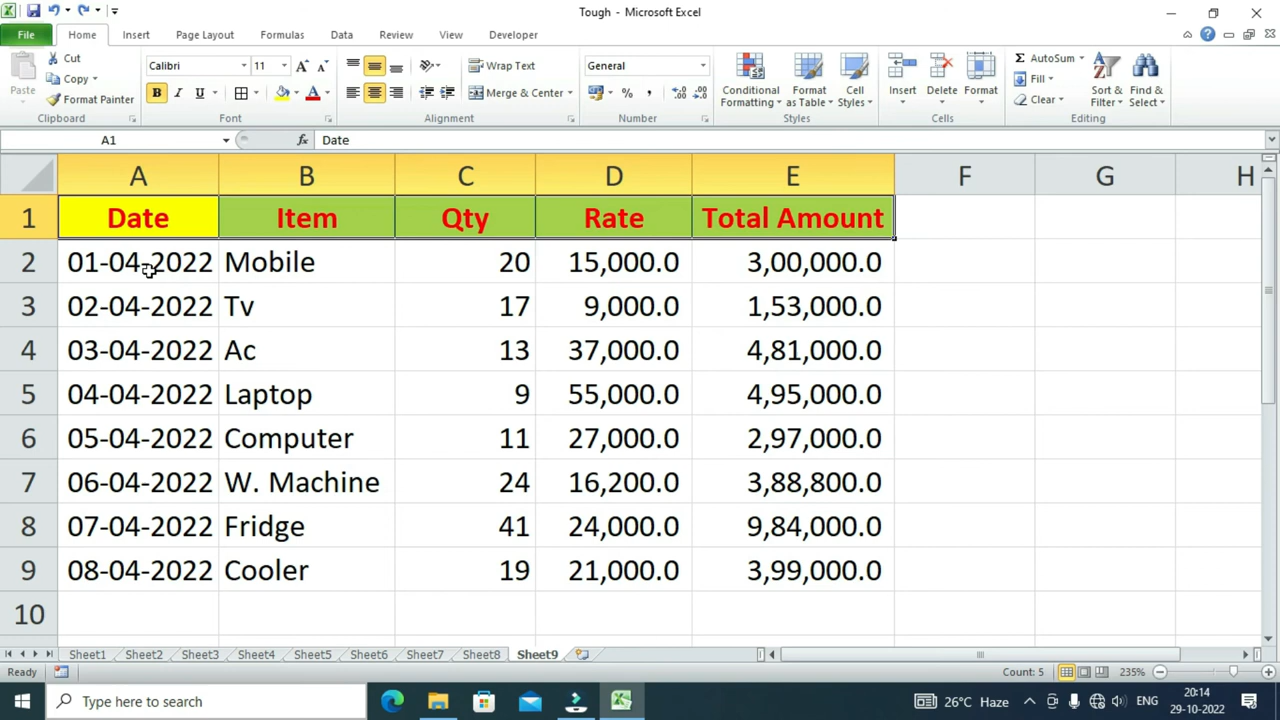 Tough - Microsoft Excel
File Home Insert Page Layout Formulas Data Review View Developer
Paste
Cut
Copy
Format Painter
Clipboard
Calibri 11 A A
B I U A
Font
Wrap Text
Merge & Center
Alignment
General
% ,
Number
Conditional Formatting
Format as Table
Cell Styles
Styles
Insert Delete Format
Cells
Σ AutoSum
Fill
Clear
Sort & Filter
Find & Select
Editing
A1 fx Date
A B C D E F G H
1 Date Item Qty Rate Total Amount
2 01-04-2022 Mobile 20 15,000.0 3,00,000.0
3 02-04-2022 Tv 17 9,000.0 1,53,000.0
4 03-04-2022 Ac 13 37,000.0 4,81,000.0
5 04-04-2022 Laptop 9 55,000.0 4,95,000.0
6 05-04-2022 Computer 11 27,000.0 2,97,000.0
7 06-04-2022 W. Machine 24 16,200.0 3,88,800.0
8 07-04-2022 Fridge 41 24,000.0 9,84,000.0
9 08-04-2022 Cooler 19 21,000.0 3,99,000.0
10
Sheet1 Sheet2 Sheet3 Sheet4 Sheet5 Sheet6 Sheet7 Sheet8 Sheet9
Ready Count: 5 235%
Type here to search 26°C Haze ENG 20:14
29-10-2022